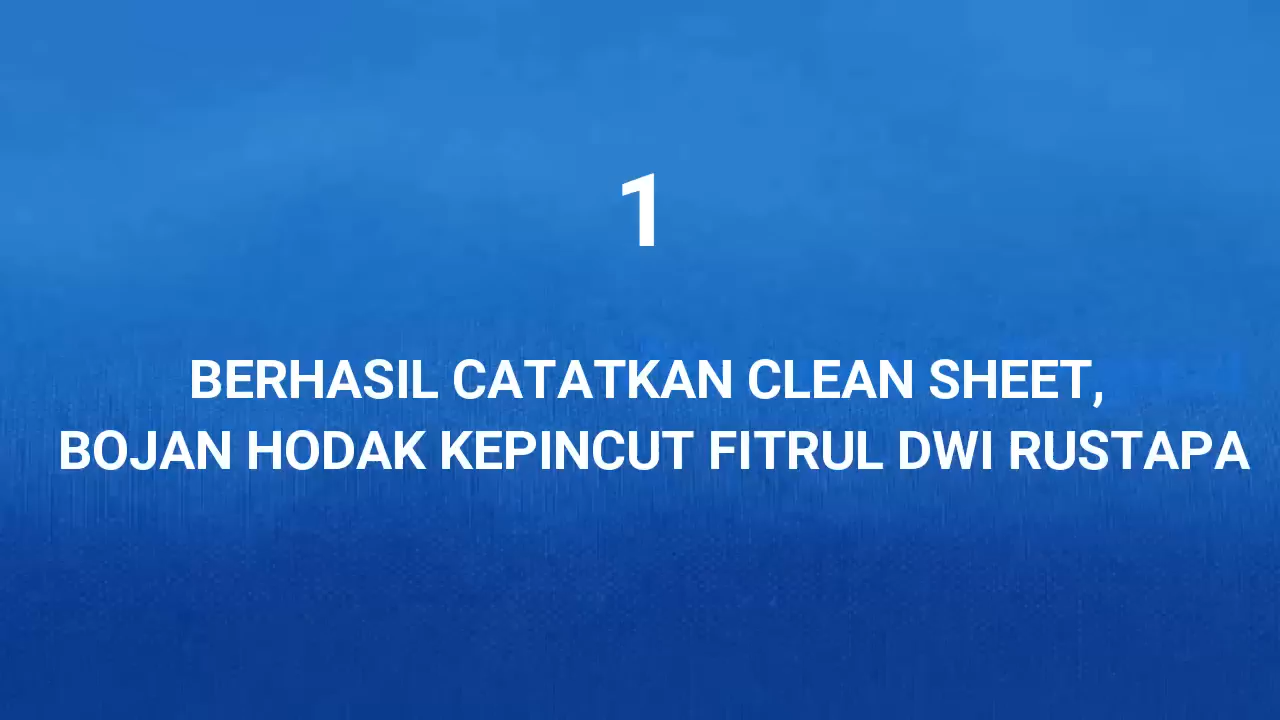 1
BERHASIL CATATKAN CLEAN SHEET,
BOJAN HODAK KEPINCUT FITRUL DWI RUSTAPA